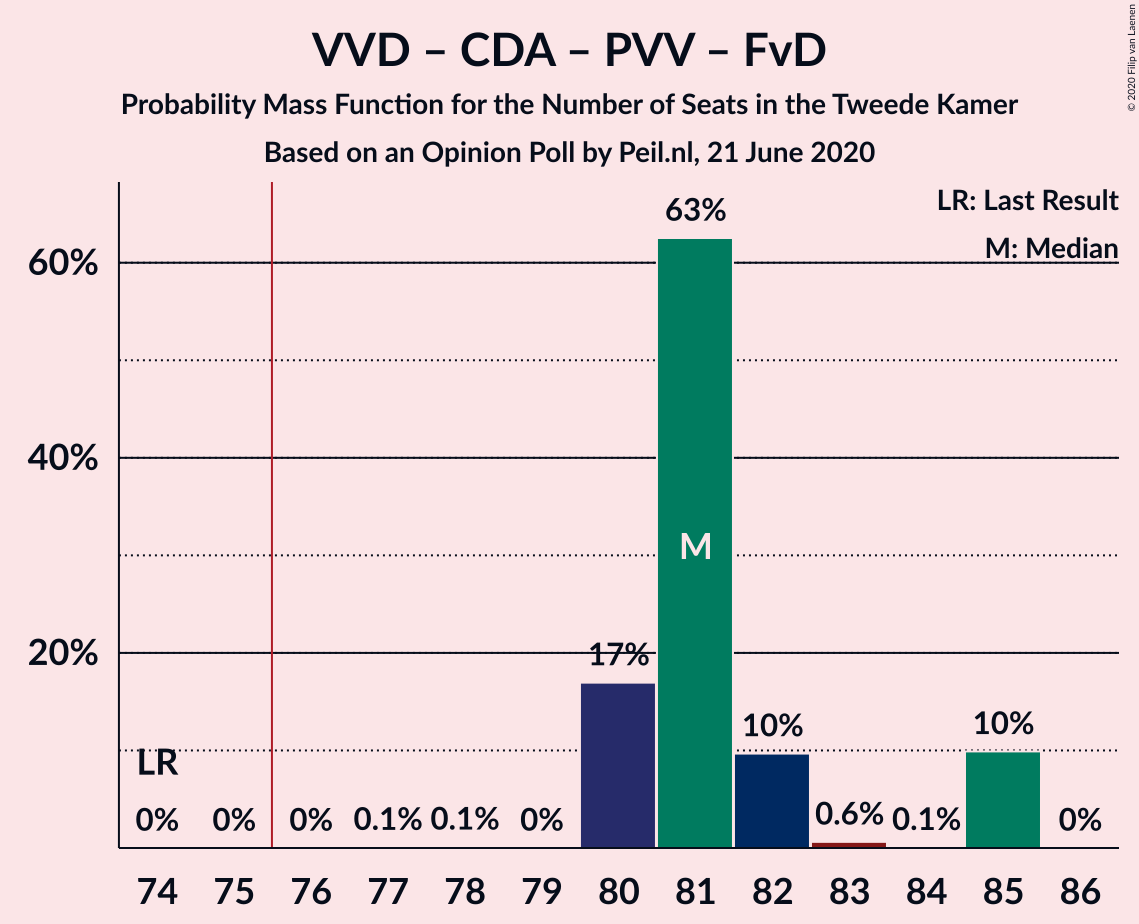 VVD – CDA – PVV – FvD
Probability Mass Function for the Number of Seats in the Tweede Kamer
Based on an Opinion Poll by Peil.nl, 21 June 2020
© 2020 Filip van Laenen
LR: Last Result
M: Median
60%
40%
20%
63%
M
17%
10%
10%
LR
0% 0% 0% 0.1% 0.1% 0% 0.6% 0.1% 0%
74 75 76 77 78 79 80 81 82 83 84 85 86